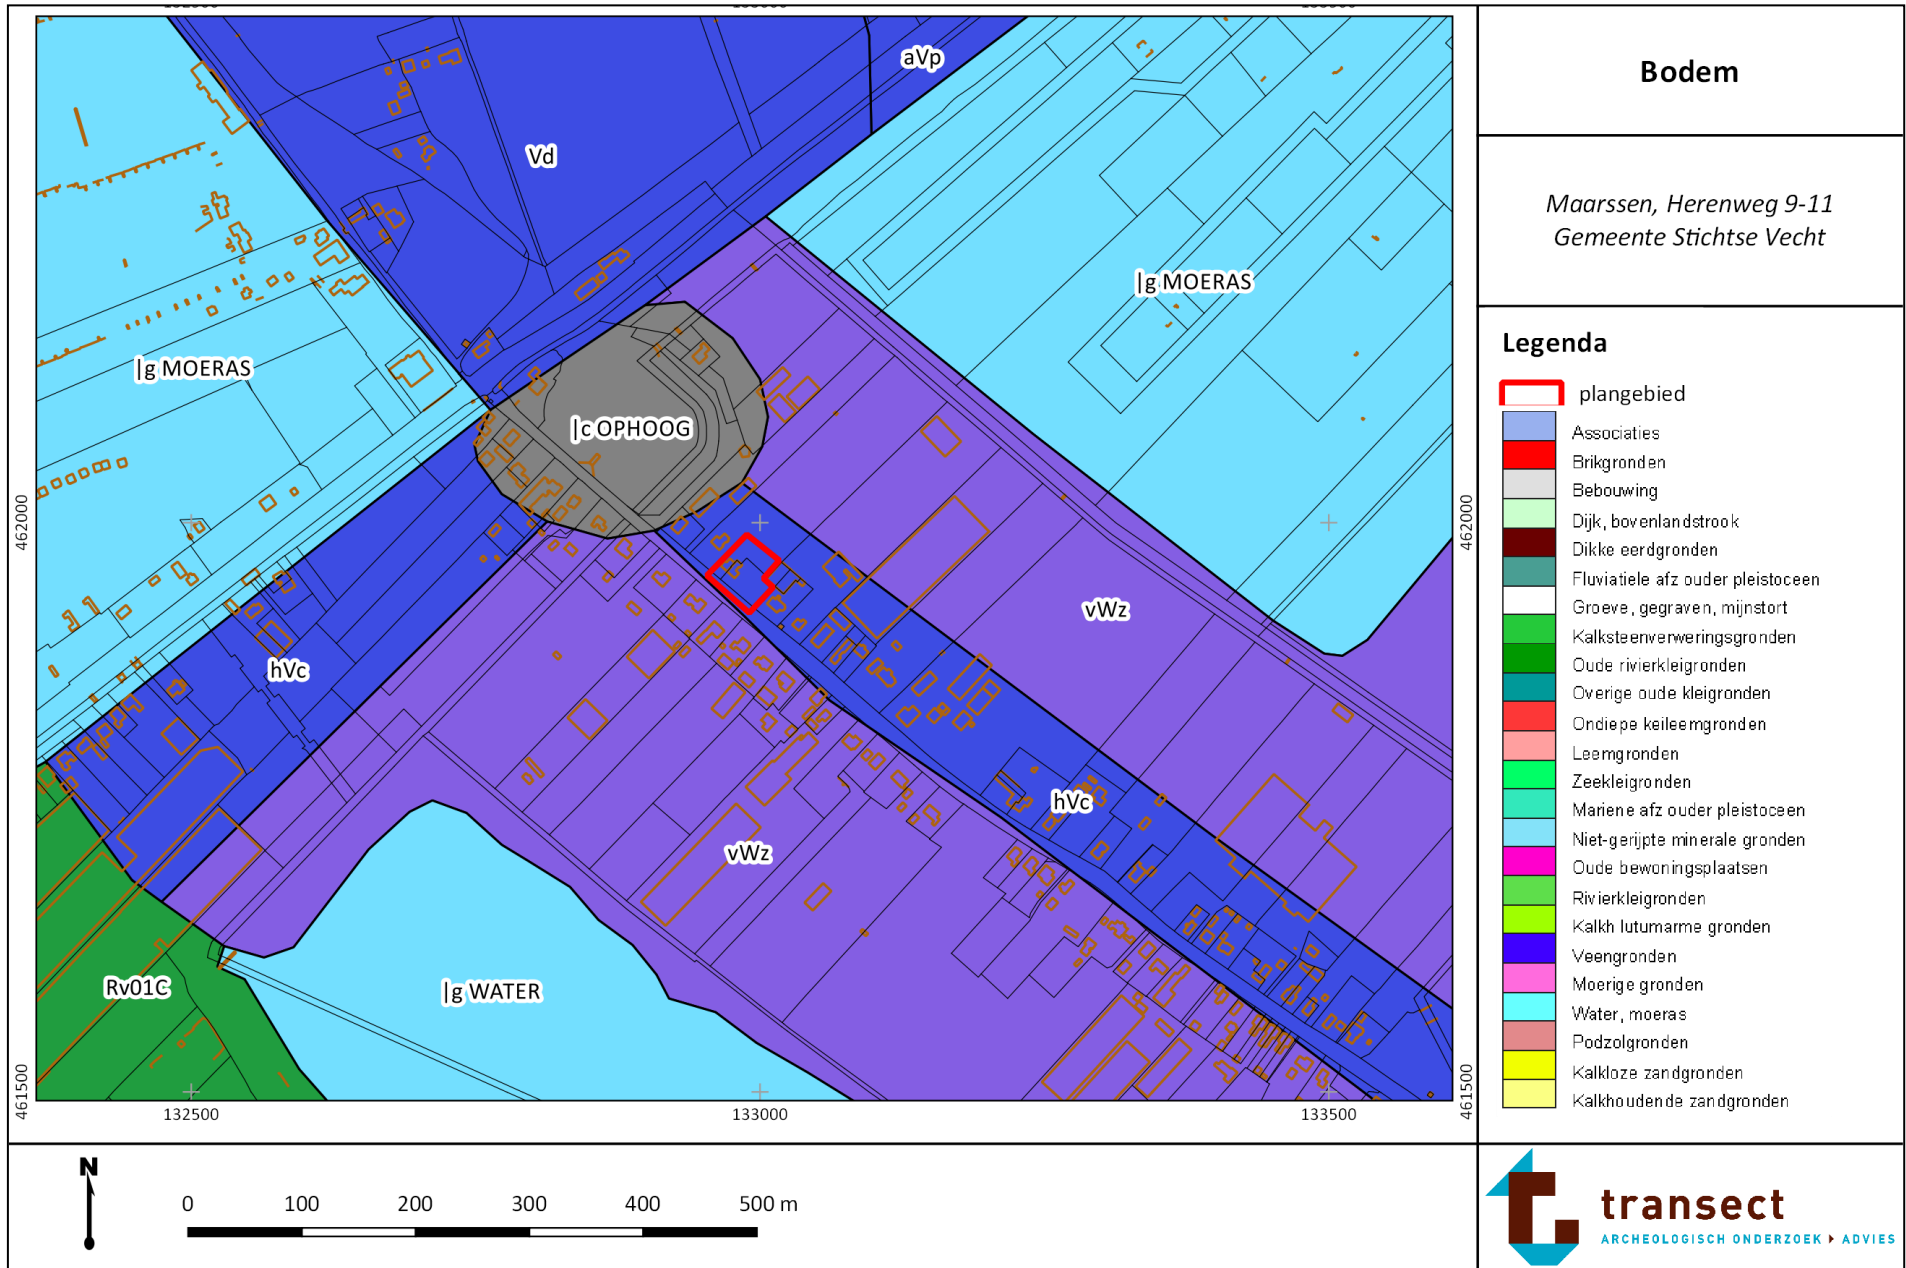 aVp
Vd
|g MOERAS
|g MOERAS
|c OPHOOG
vWz
hVc
hVc
vWz
Rv01C
|g WATER
462000
462000
461500
461500
132500
133000
133500
N
0 100 200 300 400 500 m
Bodem
Maarssen, Herenweg 9-11
Gemeente Stichtse Vecht
Legenda
plangebied
Associaties
Brikgronden
Bebouwing
Dijk, bovenlandstrook
Dikke eerdgronden
Fluviatiele afz ouder pleistoceen
Groeve, gegraven, mijnstort
Kalksteenverweringsgronden
Oude rivierkleigronden
Overige oude kleigronden
Ondiepe keileemgronden
Leemgronden
Zeekleigronden
Mariene afz ouder pleistoceen
Niet-gerijpte minerale gronden
Oude bewoningsplaatsen
Rivierkleigronden
Kalkh lutumarme gronden
Veengronden
Moerige gronden
Water, moeras
Podzolgronden
Kalkloze zandgronden
Kalkhoudende zandgronden
transect
ARCHEOLOGISCH ONDERZOEK ▸ ADVIES